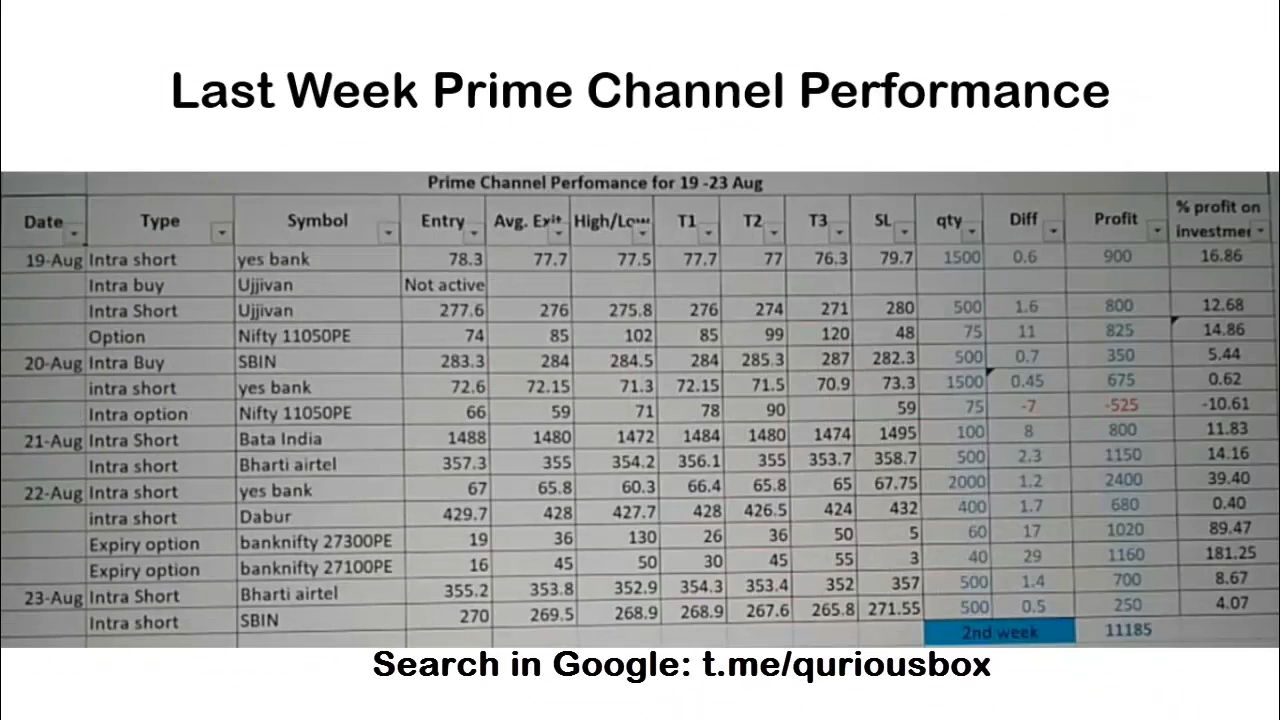 Last Week Prime Channel Performance
Prime Channel Perfomance for 19 -23 Aug
Date Type Symbol Entry Avg. Exit High/Low T1 T2 T3 SL qty Diff Profit % profit on investmer
19-Aug Intra short yes bank 78.3 77.7 77.5 77.7 77 76.3 79.7 1500 0.6 900 16.86
Intra buy Ujjivan Not active
Intra Short Ujjivan 277.6 276 275.8 276 274 271 280 500 1.6 800 12.68
Option Nifty 11050PE 74 85 102 85 99 120 48 75 11 825 14.86
20-Aug Intra Buy SBIN 283.3 284 284.5 284 285.3 287 282.3 500 0.7 350 5.44
intra short yes bank 72.6 72.15 71.3 72.15 71.5 70.9 73.3 1500 0.45 675 0.62
Intra option Nifty 11050PE 66 59 71 78 90 59 75 -7 -525 -10.61
21-Aug Intra Short Bata India 1488 1480 1472 1484 1480 1474 1495 100 8 800 11.83
Intra short Bharti airtel 357.3 355 354.2 356.1 355 353.7 358.7 500 2.3 1150 14.16
22-Aug Intra short yes bank 67 65.8 60.3 66.4 65.8 65 67.75 2000 1.2 2400 39.40
intra short Dabur 429.7 428 427.7 428 426.5 424 432 400 1.7 680 0.40
Expiry option banknifty 27300PE 19 36 130 26 36 50 5 60 17 1020 89.47
Expiry option banknifty 27100PE 16 45 50 30 45 55 3 40 29 1160 181.25
23-Aug Intra Short Bharti airtel 355.2 353.8 352.9 354.3 353.4 352 357 500 1.4 700 8.67
Intra short SBIN 270 269.5 268.9 268.9 267.6 265.8 271.55 500 0.5 250 4.07
2nd week 11185
Search in Google: t.me/quriousbox